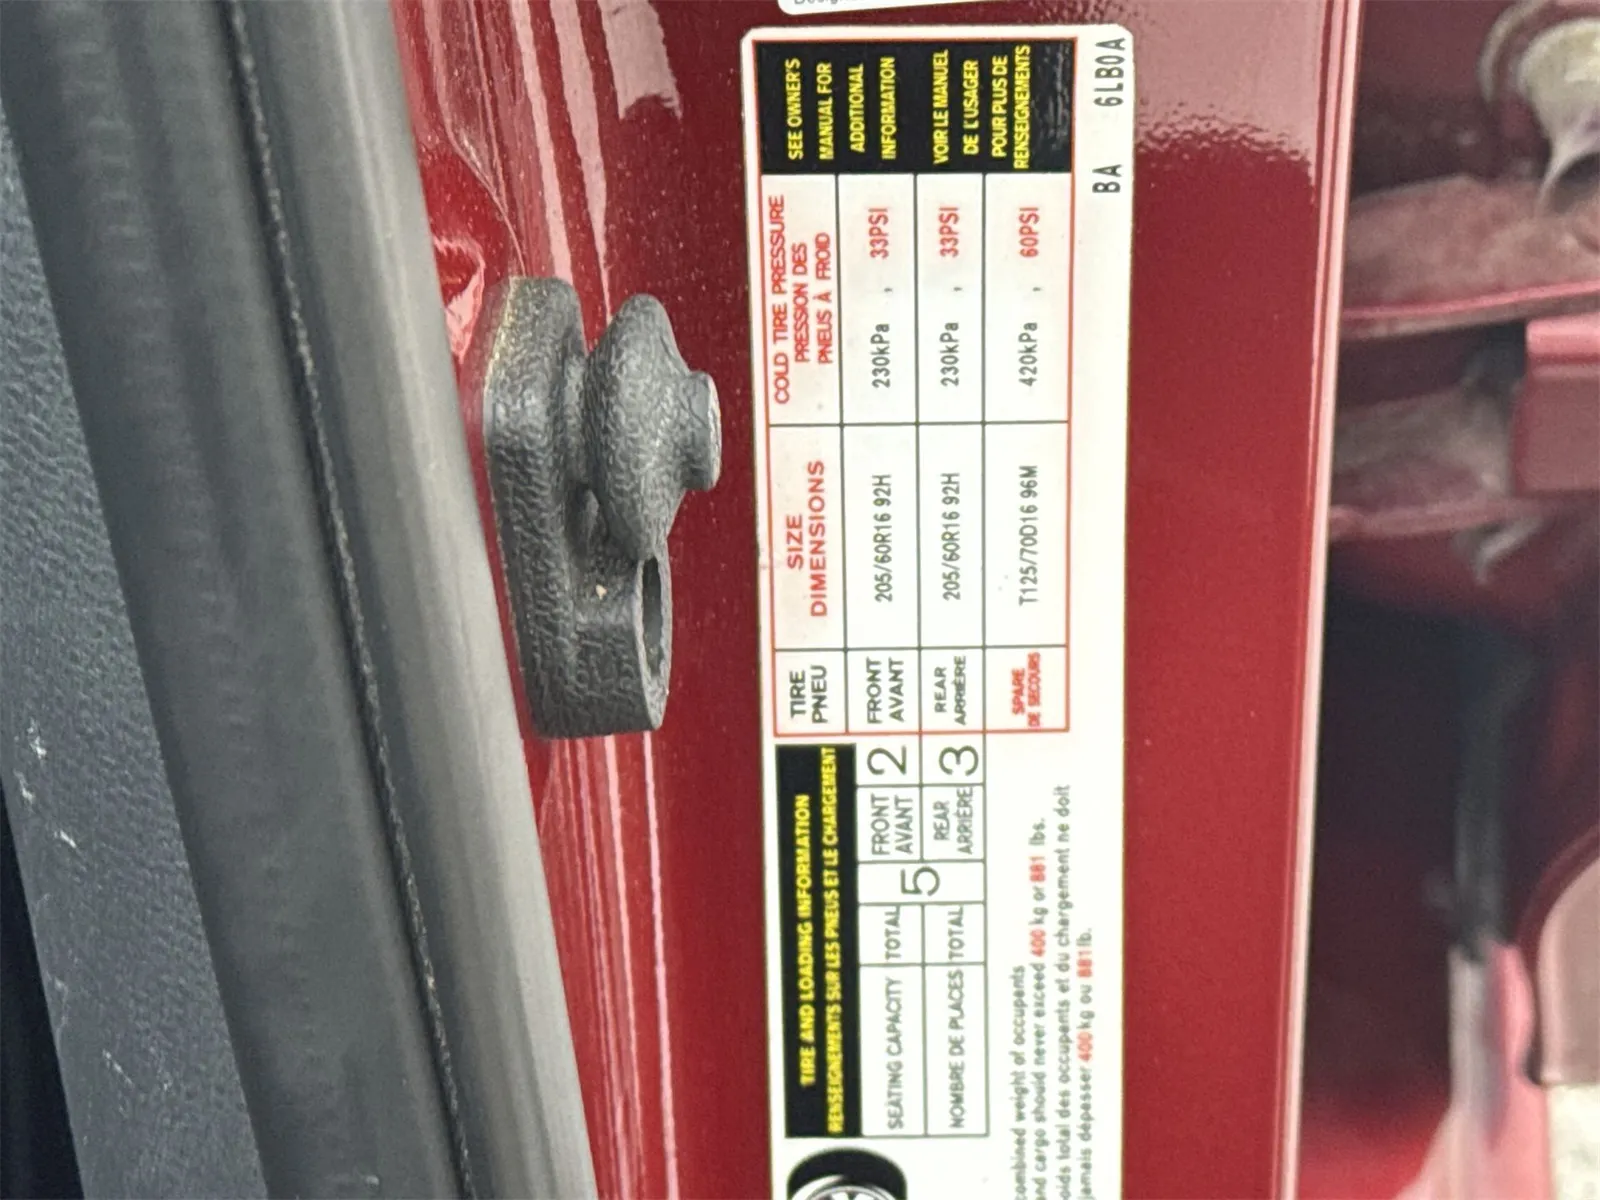 TIRE AND LOADING INFORMATION
RENSEIGNEMENTS SUR LES PNEUS ET LE CHARGEMENT
SEATING CAPACITY TOTAL 5 FRONT AVANT 2
NOMBRE DE PLACES TOTAL REAR ARRIÈRE 3
combined weight of occupants
and cargo should never exceed 400 kg or 881 lbs.
total des occupants et du chargement ne doit
jamais dépasser 400 kg ou 881 lb.
TIRE
PNEU
SIZE
DIMENSIONS
COLD TIRE PRESSURE
PRESSION DES
PNEUS À FROID
FRONT
AVANT
205/60R16 92H
230kPa , 33PSI
REAR
ARRIÈRE
205/60R16 92H
230kPa , 33PSI
SPARE
DE SECOURS
T125/70D16 96M
420kPa , 60PSI
SEE OWNER'S
MANUAL FOR
ADDITIONAL
INFORMATION
VOIR LE MANUEL
DE L'USAGER
POUR PLUS DE
RENSEIGNEMENTS
BA 6LB0A